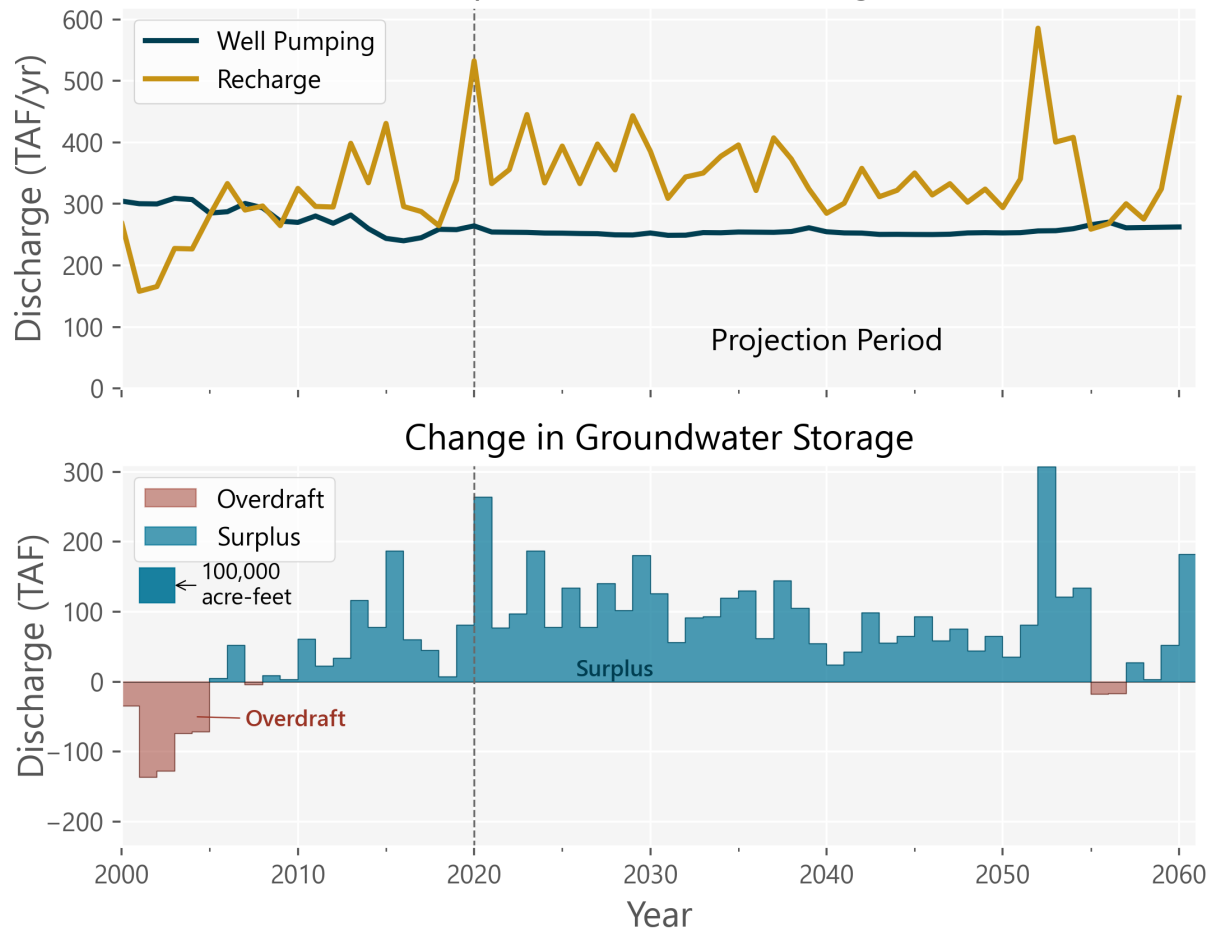 600
500
400
300
200
100
0
Discharge (TAF/yr)
Well Pumping
Recharge
Projection Period
Change in Groundwater Storage
300
200
100
0
−100
−200
Discharge (TAF)
Overdraft
Surplus
100,000
acre-feet
Surplus
Overdraft
2000
2010
2020
2030
2040
2050
2060
Year